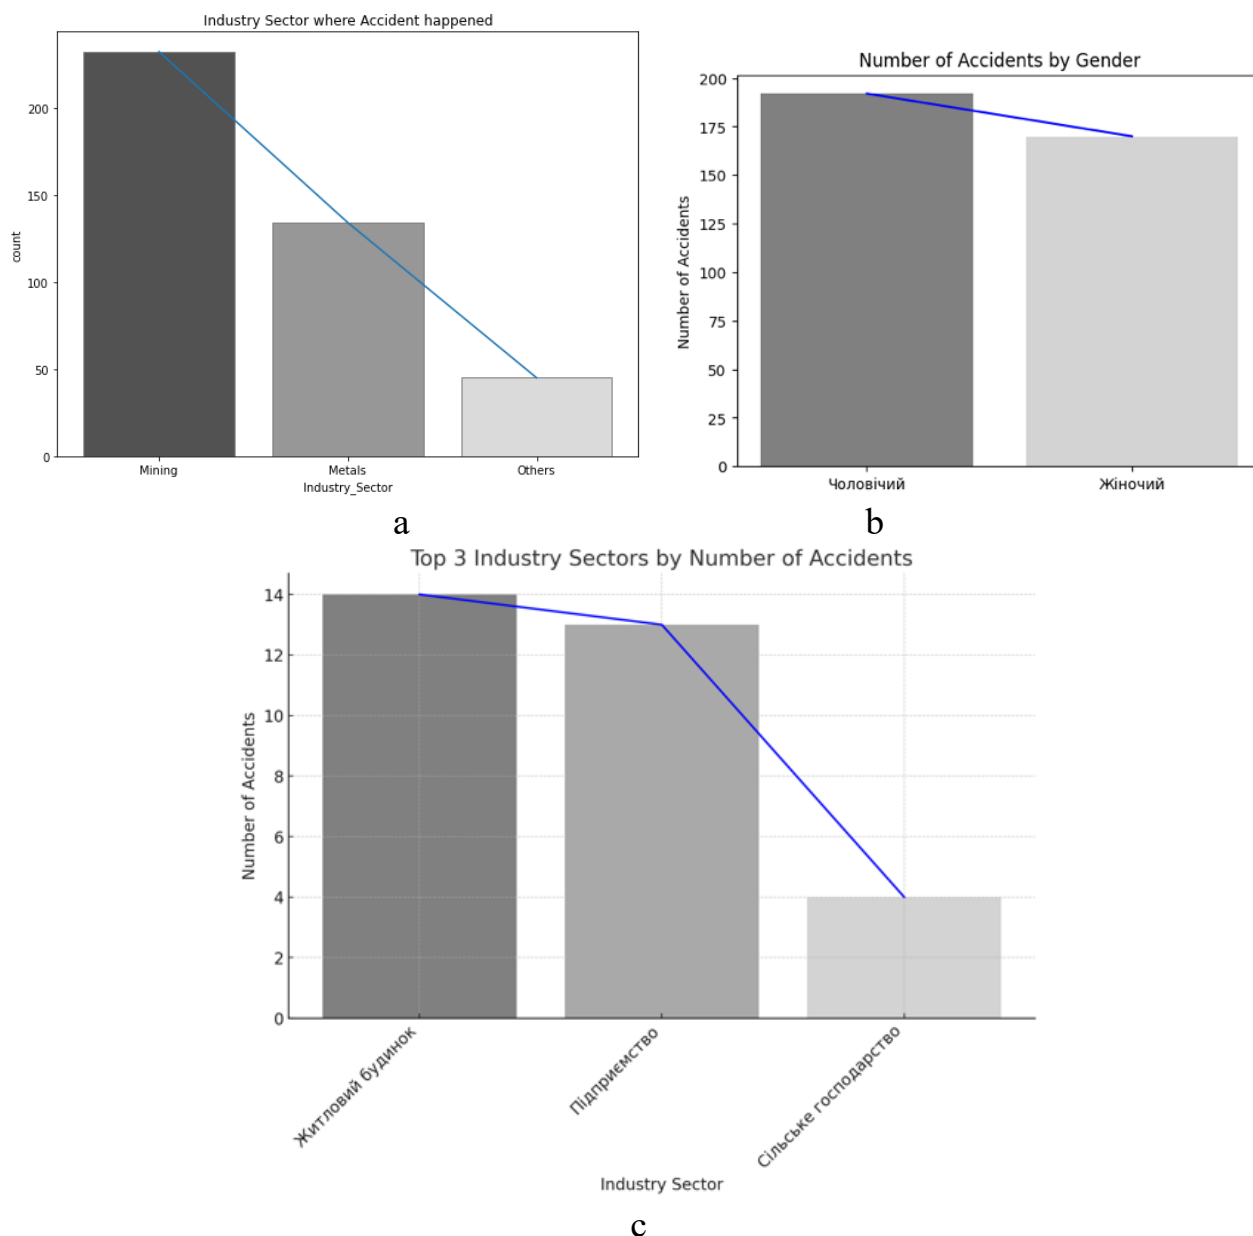 Industry Sector where Accident happened
200
150
100
50
0
count
Mining
Metals
Others
Industry_Sector
a
Number of Accidents by Gender
200
175
150
125
100
75
50
25
0
Number of Accidents
Чоловічий
Жіночий
b
Top 3 Industry Sectors by Number of Accidents
14
12
10
8
6
4
2
0
Number of Accidents
Житловий будинок
Підприємство
Сільське господарство
Industry Sector
c